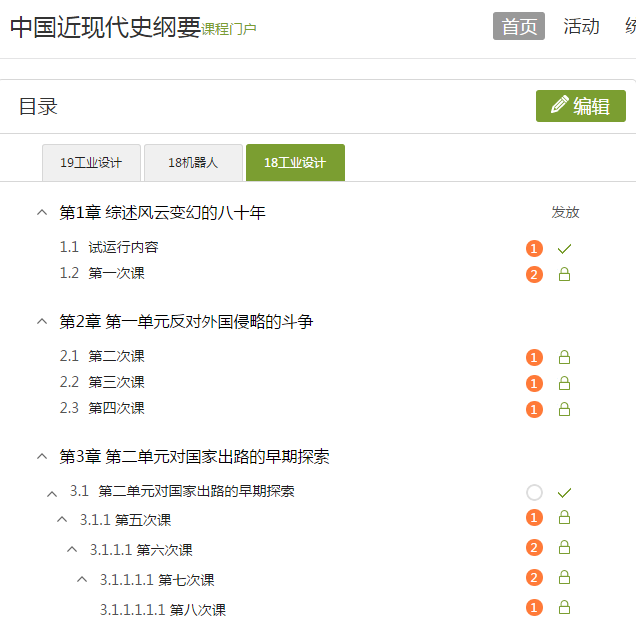 中国近现代史纲要课程门户 首页 活动
目录 编辑
19工业设计 18机器人 18工业设计
第1章 综述风云变幻的八十年 发放
1.1 试运行内容 1
1.2 第一次课 2
第2章 第一单元反对外国侵略的斗争
2.1 第二次课 1
2.2 第三次课 1
2.3 第四次课 1
第3章 第二单元对国家出路的早期探索
3.1 第二单元对国家出路的早期探索
3.1.1 第五次课 1
3.1.1.1 第六次课 2
3.1.1.1.1 第七次课 2
3.1.1.1.1.1 第八次课 1